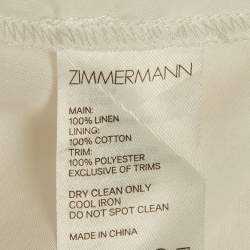 ZIMMERMANN
MAIN:
100% LINEN
LINING:
100% COTTON
TRIM:
100% POLYESTER
EXCLUSIVE OF TRIMS
DRY CLEAN ONLY
COOL IRON
DO NOT SPOT CLEAN
MADE IN CHINA